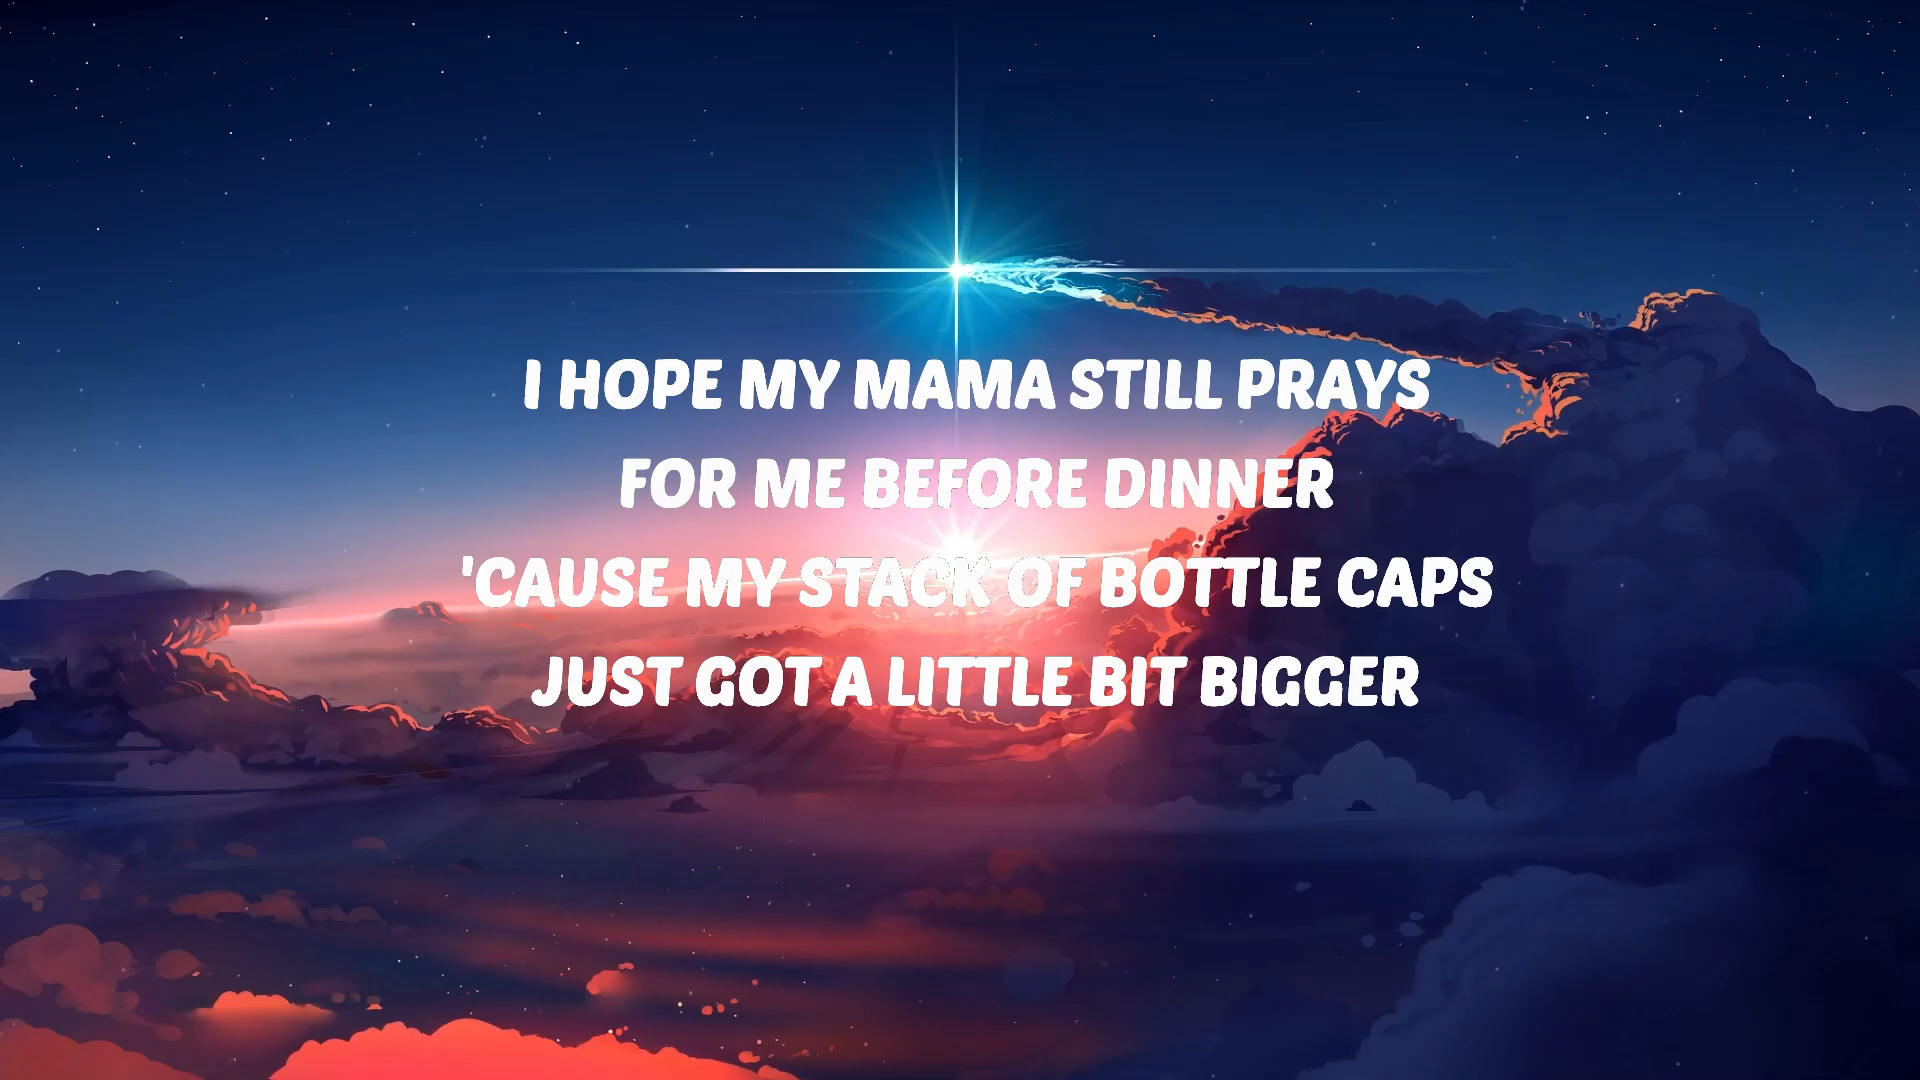 I HOPE MY MAMA STILL PRAYS
FOR ME BEFORE DINNER
'CAUSE MY STACK OF BOTTLE CAPS
JUST GOT A LITTLE BIT BIGGER